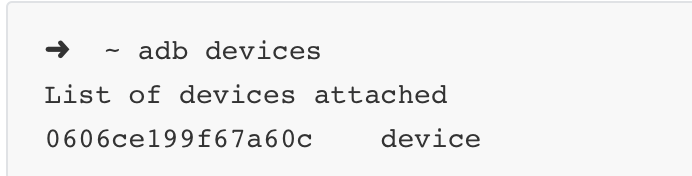 ➜ ~ adb devices
List of devices attached
0606ce199f67a60c device